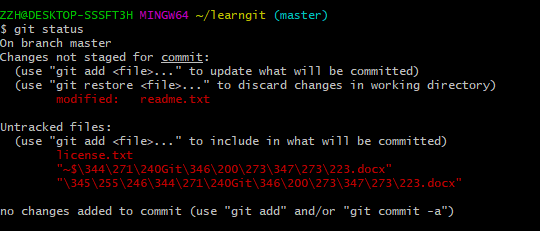 ZZH@DESKTOP-SSSFT3H MINGW64 ~/learngit (master)
$ git status
On branch master
Changes not staged for commit:
  (use "git add <file>..." to update what will be committed)
  (use "git restore <file>..." to discard changes in working directory)
        modified:   readme.txt

Untracked files:
  (use "git add <file>..." to include in what will be committed)
        license.txt
        "~$\344\271\240Git\346\200\273\347\273\223.docx"
        "\345\255\246\344\271\240Git\346\200\273\347\273\223.docx"

no changes added to commit (use "git add" and/or "git commit -a")